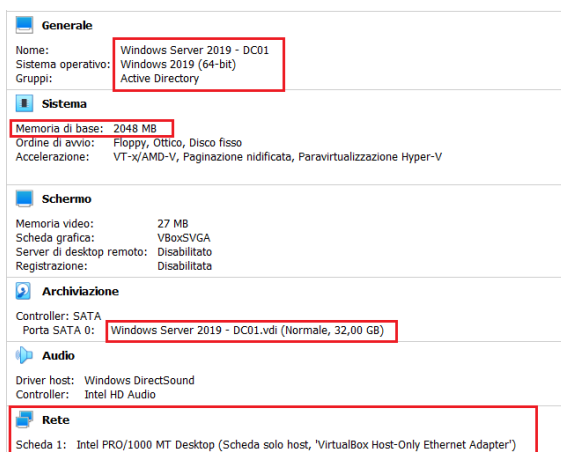 Generale
Nome: Windows Server 2019 - DC01
Sistema operativo: Windows 2019 (64-bit)
Gruppi: Active Directory
Sistema
Memoria di base: 2048 MB
Ordine di avvio: Floppy, Ottico, Disco fisso
Accelerazione: VT-x/AMD-V, Paginazione nidificata, Paravirtualizzazione Hyper-V
Schermo
Memoria video: 27 MB
Scheda grafica: VBoxSVGA
Server di desktop remoto: Disabilitato
Registrazione: Disabilitata
Archiviazione
Controller: SATA
Porta SATA 0: Windows Server 2019 - DC01.vdi (Normale, 32,00 GB)
Audio
Driver host: Windows DirectSound
Controller: Intel HD Audio
Rete
Scheda 1: Intel PRO/1000 MT Desktop (Scheda solo host, 'VirtualBox Host-Only Ethernet Adapter')